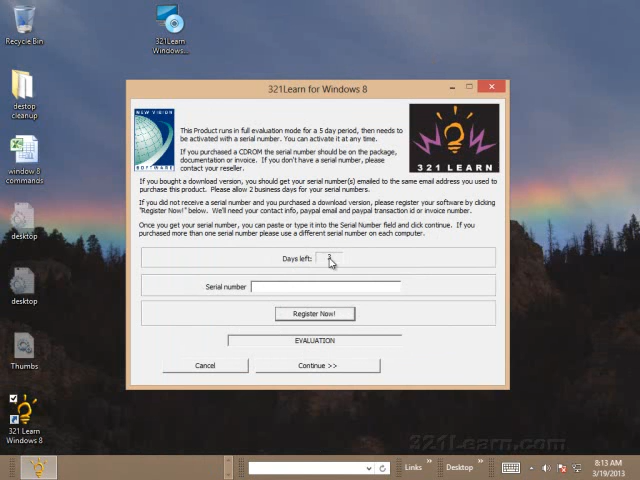 Recycle Bin
321Learn
Windows...
destop
cleanup
window 8
commands
desktop
desktop
Thumbs
321 Learn
Windows 8
321Learn for Windows 8
NEW VISION
SOFTWARE
321 LEARN
This Product runs in full evaluation mode for a 5 day period, then needs to
be activated with a serial number. You can activate it at any time.
If you purchased a CDROM the serial number should be on the package,
documentation or invoice. If you don't have a serial number, please
contact your reseller.
If you bought a download version, you should get your serial number(s) emailed to the same email address you used to
purchase this product. Please allow 2 business days for your serial numbers.
If you did not receive a serial number and you purchased a download version, please register your software by clicking
"Register Now!" below. We'll need your contact info, paypal email and paypal transaction id or invoice number.
Once you get your serial number, you can paste or type it into the Serial Number field and click continue. If you
purchased more than one serial number please use a different serial number on each computer.
Days left:
Serial number
Register Now!
EVALUATION
Cancel
Continue >>
321Learn.com
Links »
Desktop »
8:13 AM
3/19/2013